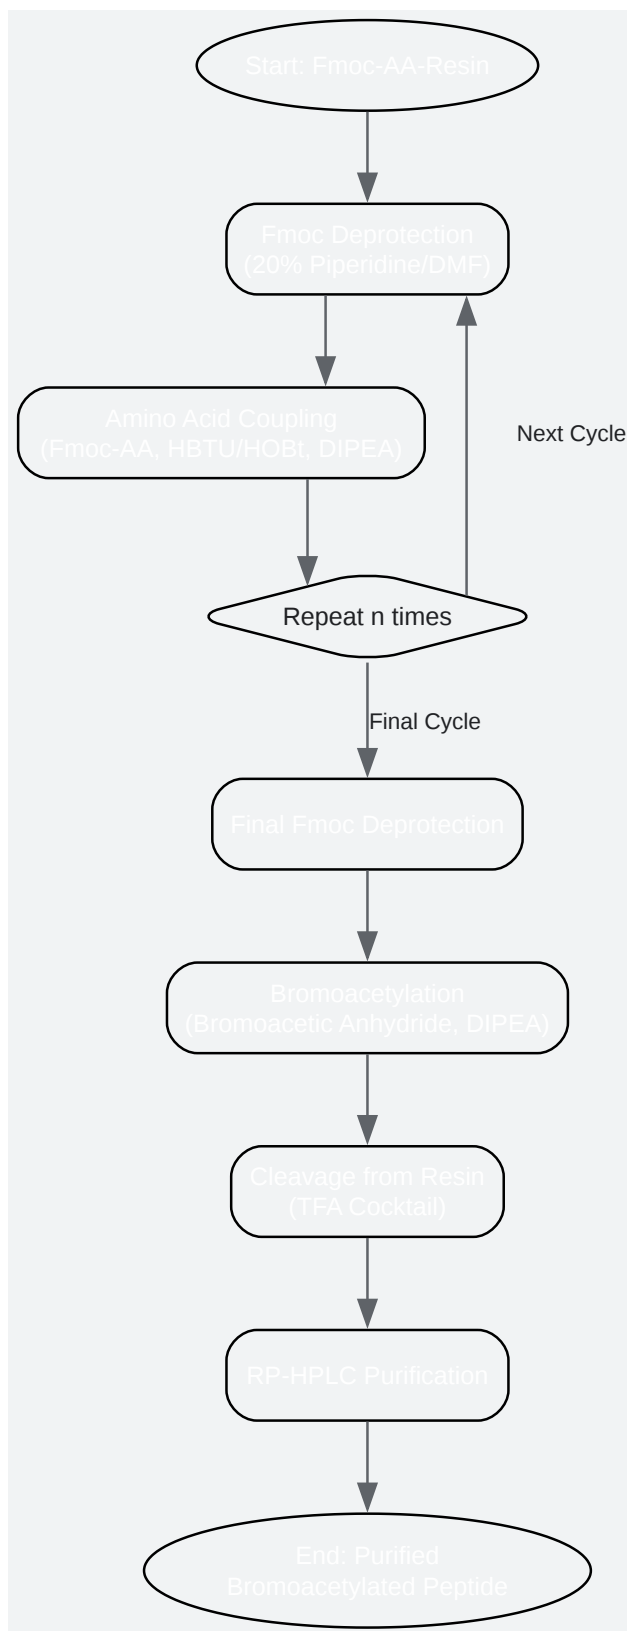 Start: Fmoc-AA-Resin
Fmoc Deprotection
(20% Piperidine/DMF)
Amino Acid Coupling
(Fmoc-AA, HBTU/HOBt, DIPEA)
Next Cycle
Repeat n times
Final Cycle
Final Fmoc Deprotection
Bromoacetylation
(Bromoacetic Anhydride, DIPEA)
Cleavage from Resin
(TFA Cocktail)
RP-HPLC Purification
End: Purified
Bromoacetylated Peptide